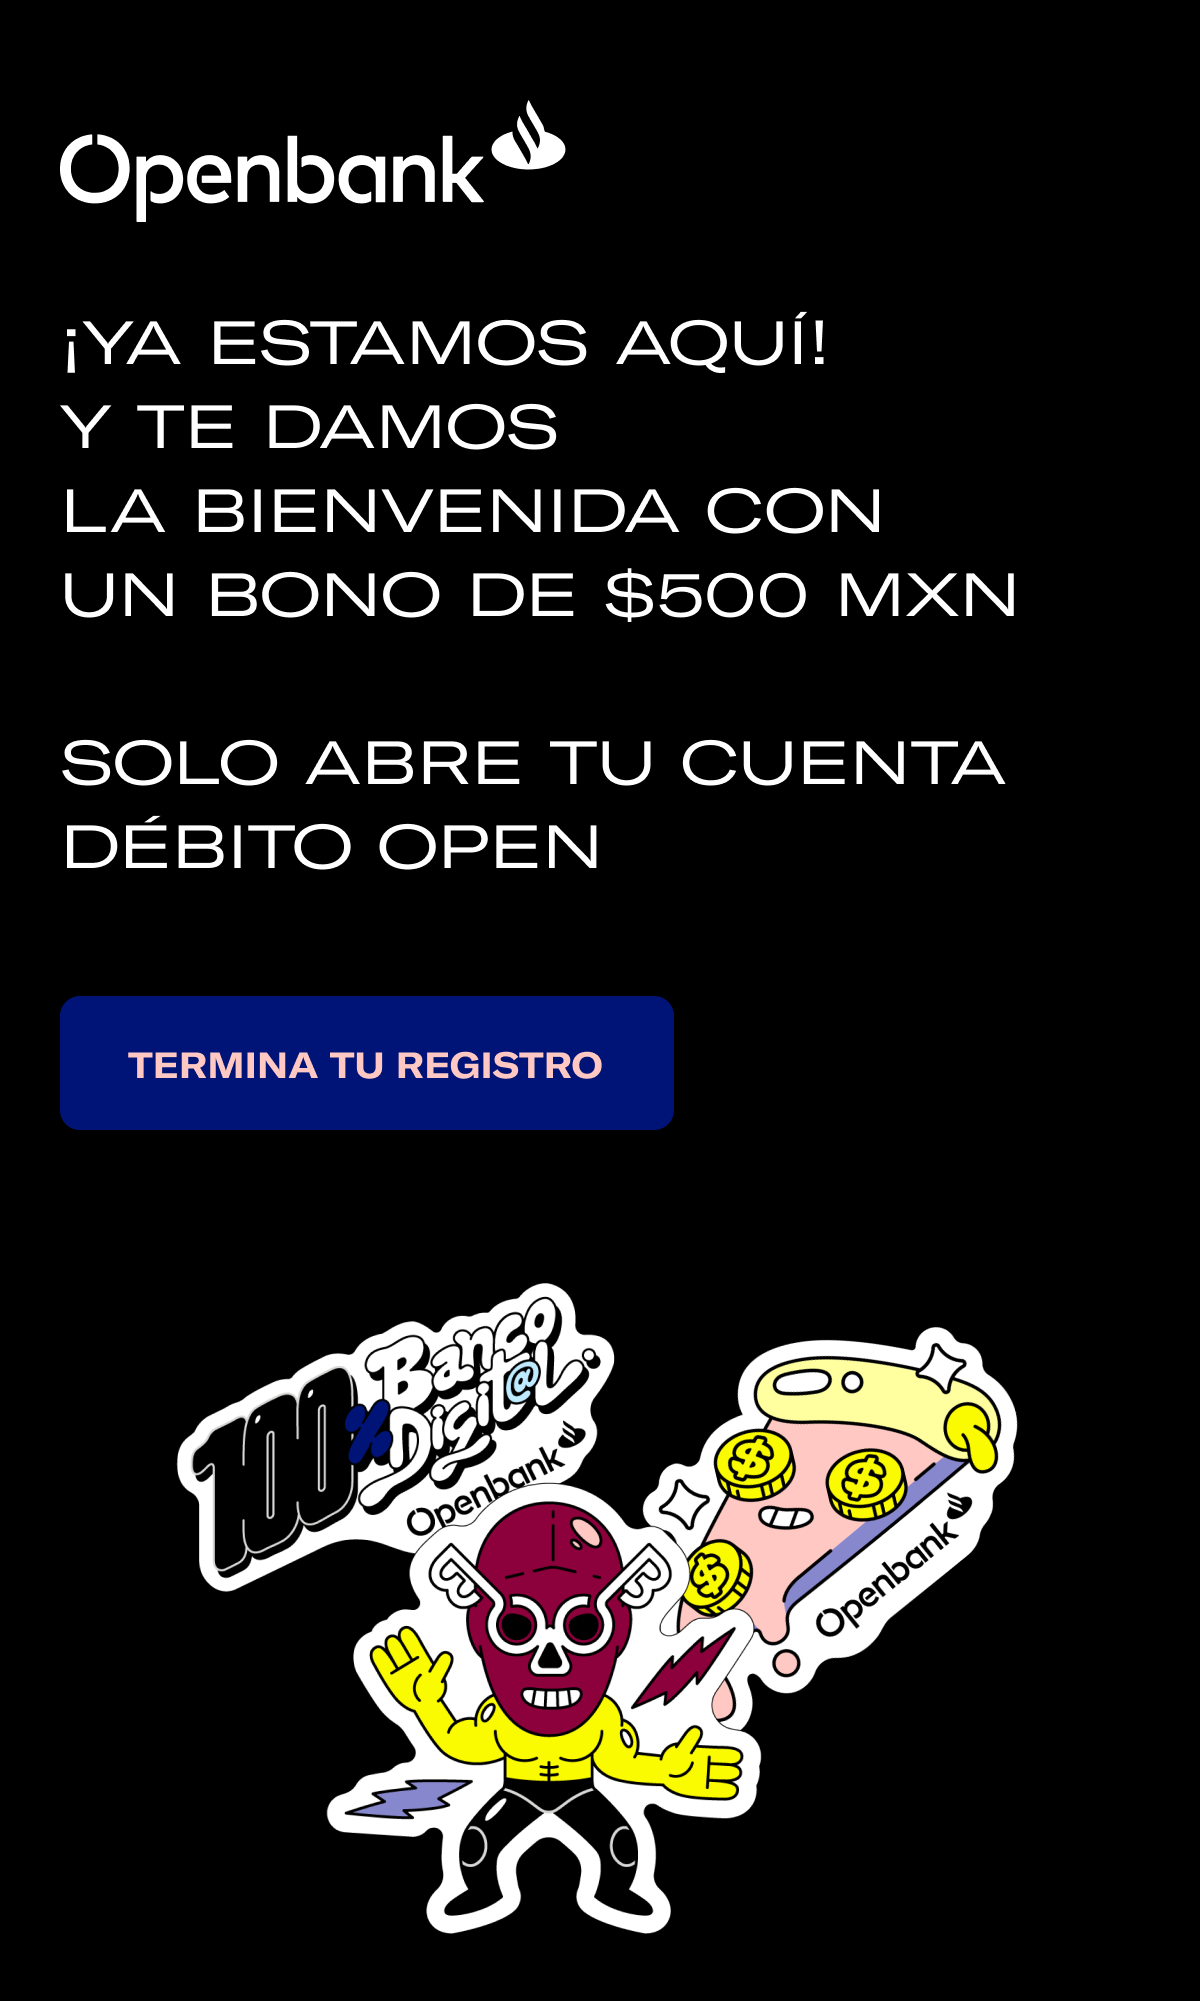 Openbank
¡YA ESTAMOS AQUÍ!
Y TE DAMOS
LA BIENVENIDA CON
UN BONO DE $500 MXN
SOLO ABRE TU CUENTA
DÉBITO OPEN
TERMINA TU REGISTRO
100% Banco
Digit@l
Openbank
$ $
$
Openbank